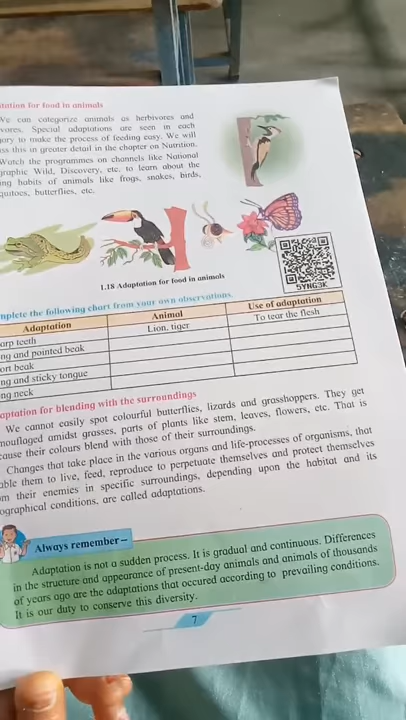 tation for food in animals
We can categorize animals as herbivores and
vores. Special adaptations are seen in each
gory to make the process of feeding easy. We will
uss this in greater detail in the chapter on Nutrition.
Watch the programmes on channels like National
graphic Wild, Discovery, etc. to learn about the
ing habits of animals like frogs, snakes, birds,
quitoes, butterflies, etc.
5YNG3K
1.18 Adaptation for food in animals
mplete the following chart from your own observations.
Adaptation Animal Use of adaptation
arp teeth Lion, tiger To tear the flesh
ng and pointed beak
ort beak
ng and sticky tongue
ng neck
aptation for blending with the surroundings
We cannot easily spot colourful butterflies, lizards and grasshoppers. They get
mouflaged amidst grasses, parts of plants like stem, leaves, flowers, etc. That is
cause their colours blend with those of their surroundings.
Changes that take place in the various organs and life-processes of organisms, that
able them to live, feed, reproduce to perpetuate themselves and protect themselves
om their enemies in specific surroundings, depending upon the habitat and its
ographical conditions, are called adaptations.
Always remember –
Adaptation is not a sudden process. It is gradual and continuous. Differences
in the structure and appearance of present-day animals and animals of thousands
of years ago are the adaptations that occured according to prevailing conditions.
It is our duty to conserve this diversity.
7